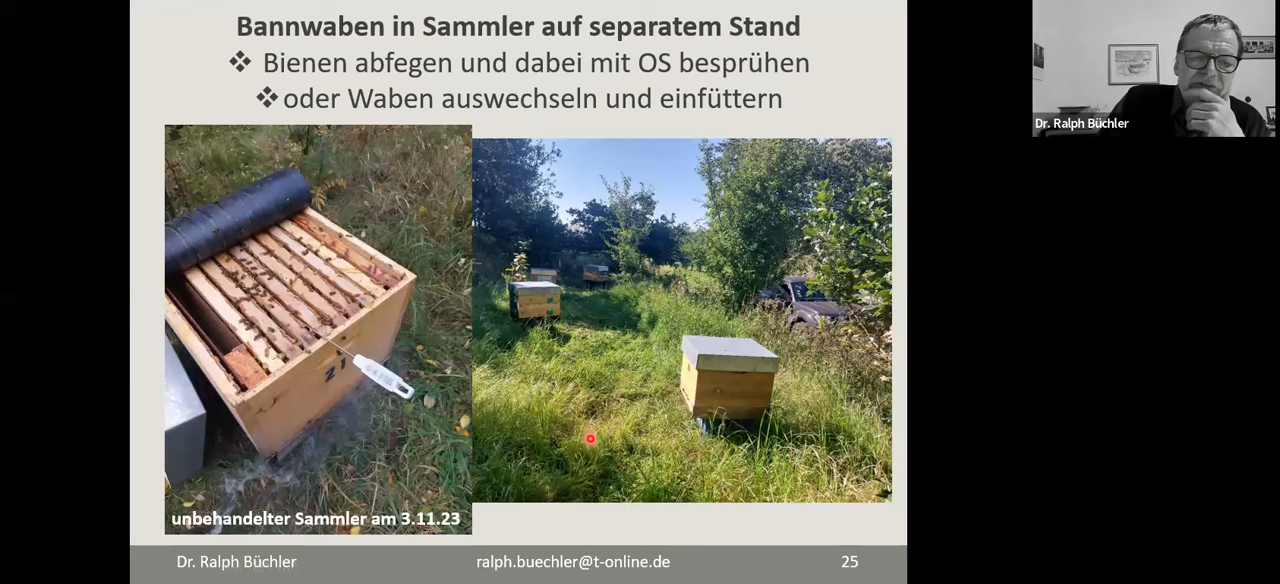 Bannwaben in Sammler auf separatem Stand
❖ Bienen abfegen und dabei mit OS besprühen
❖ oder Waben auswechseln und einfüttern
Dr. Ralph Büchler
21
unbehandelter Sammler am 3.11.23
Dr. Ralph Büchler ralph.buechler@t-online.de 25